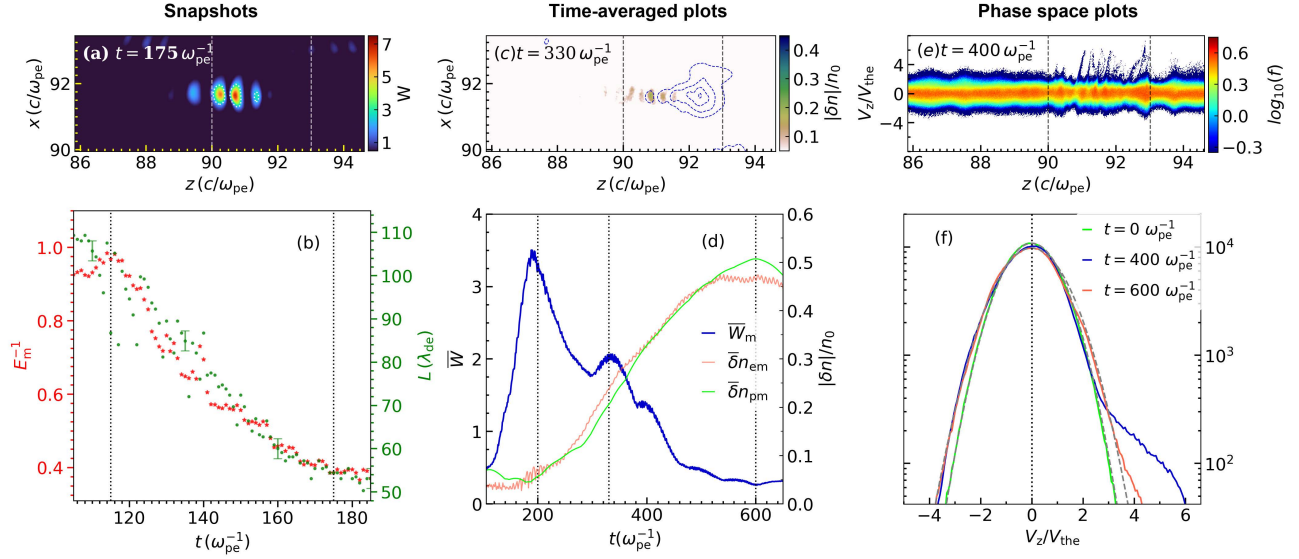 Snapshots
Time-averaged plots
Phase space plots
(a) t = 175 ω_pe^{-1}
x (c/ω_pe)
92
90
86
88
90
92
94
z (c/ω_pe)
7
5
3
1
W
(c) t = 330 ω_pe^{-1}
x (c/ω_pe)
92
90
86
88
90
92
94
z (c/ω_pe)
0.4
0.3
0.2
0.1
|δn|/n_0
(e) t = 400 ω_pe^{-1}
V_z/V_the
4
0
−4
86
88
90
92
94
z (c/ω_pe)
0.6
0.3
0.0
−0.3
log_10(f)
(b)
E_m^{-1}
1.0
0.8
0.6
0.4
120
140
160
180
t (ω_pe^{-1})
110
100
90
80
70
60
50
L (λ_de)
(d)
W̅
4
3
2
1
0
200
400
600
t(ω_pe^{-1})
W̅_m
δ̅n_em
δ̅n_pm
0.6
0.5
0.4
0.3
0.2
0.1
0.0
|δn|/n_0
(f)
t = 0 ω_pe^{-1}
t = 400 ω_pe^{-1}
t = 600 ω_pe^{-1}
10^4
10^3
10^2
−4
−2
0
2
4
6
V_z/V_the